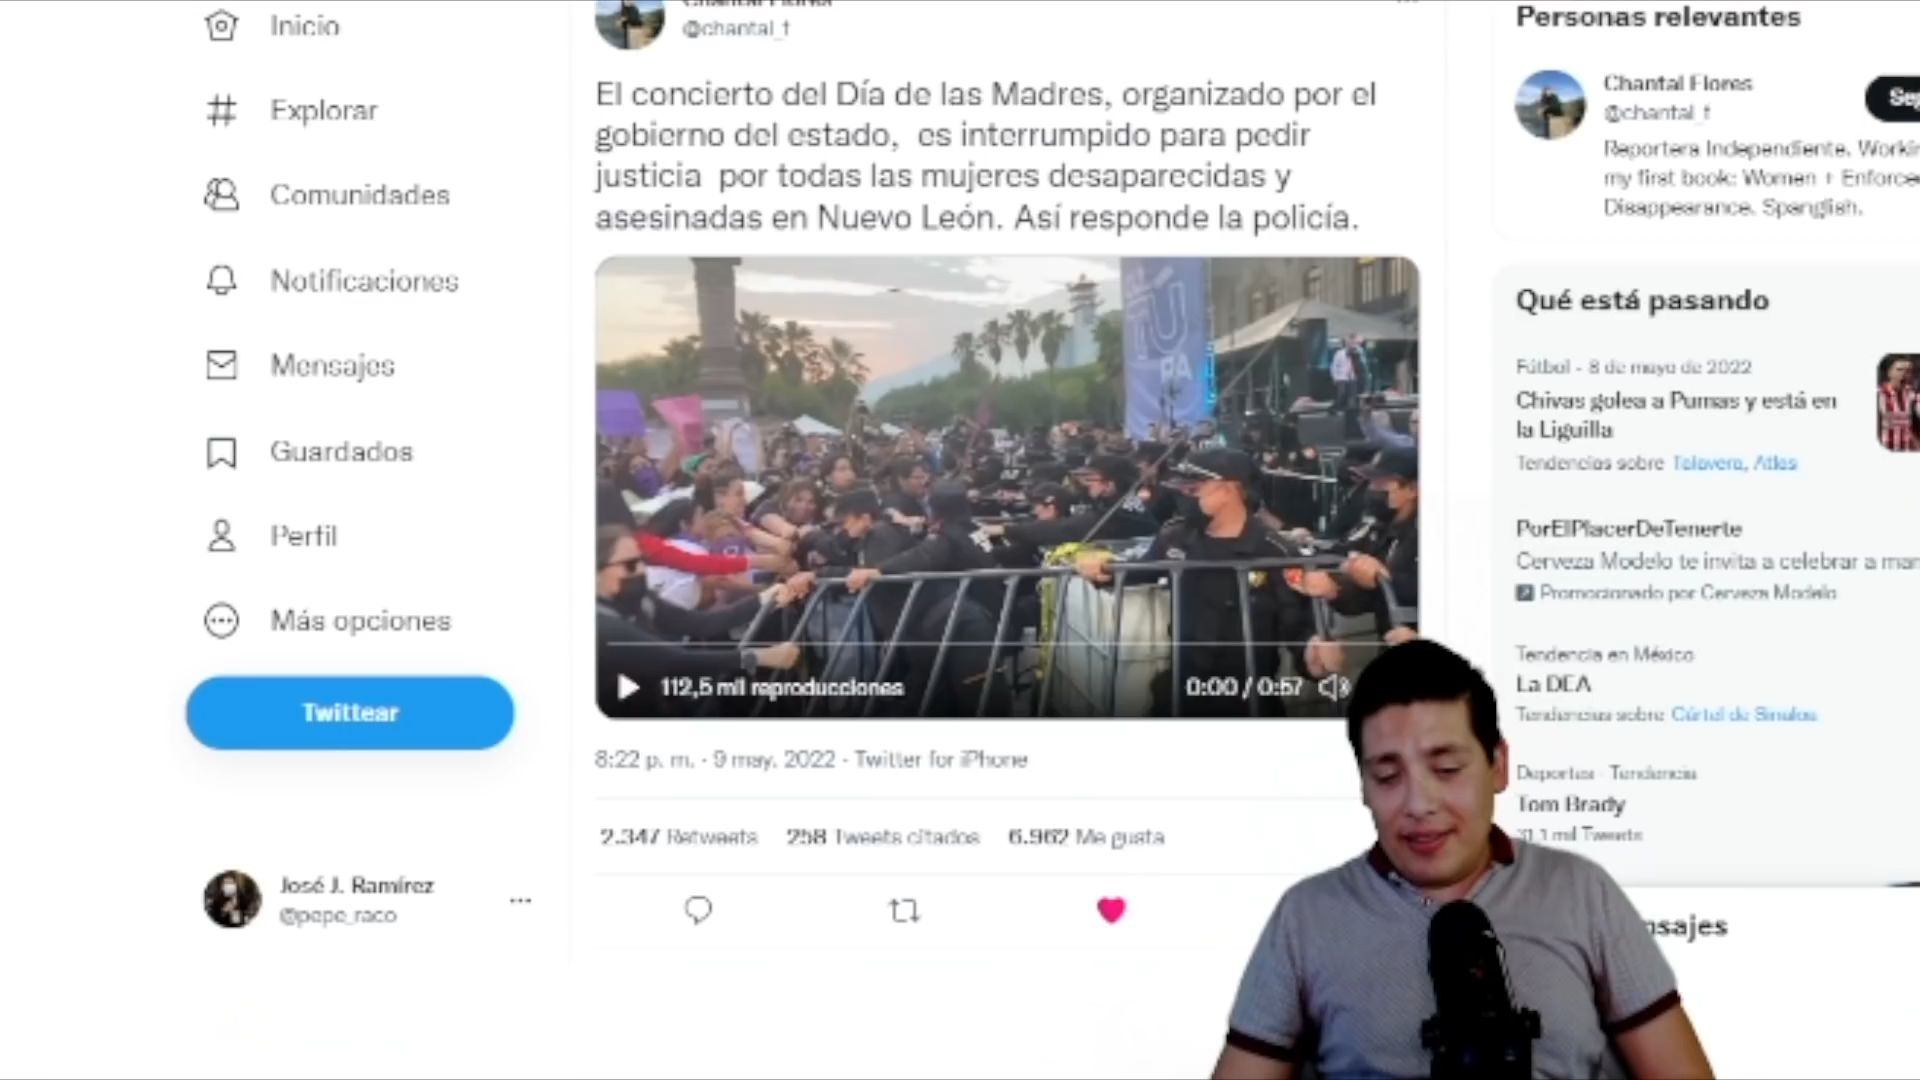 Inicio
Explorar
Comunidades
Notificaciones
Mensajes
Guardados
Perfil
Más opciones
Twittear
José J. Ramírez
@pepe_raco
Chantal Flores
@chantal_f
El concierto del Día de las Madres, organizado por el
gobierno del estado, es interrumpido para pedir
justicia por todas las mujeres desaparecidas y
asesinadas en Nuevo León. Así responde la policía.
112,5 mil reproducciones
0:00 / 0:57
8:22 p. m. · 9 may. 2022 · Twitter for iPhone
2.347 Retweets 258 Tweets citados 6.962 Me gusta
Personas relevantes
Chantal Flores
@chantal_f
Reportera Independiente.
my first book: Women +
Disappearance. Spanglish.
Qué está pasando
Fútbol · 8 de mayo de 2022
Chivas golea a Pumas y está en
la Liguilla
Tendencias sobre Talavera, Atlas
PorElPlacerDeTenerte
Cerveza Modelo te invita a celebrar a
Promocionado por Cerveza Modelo
Tendencia en México
La DEA
Tendencias sobre Cártel de Sinaloa
Deportes · Tendencia
Tom Brady
mil Tweets